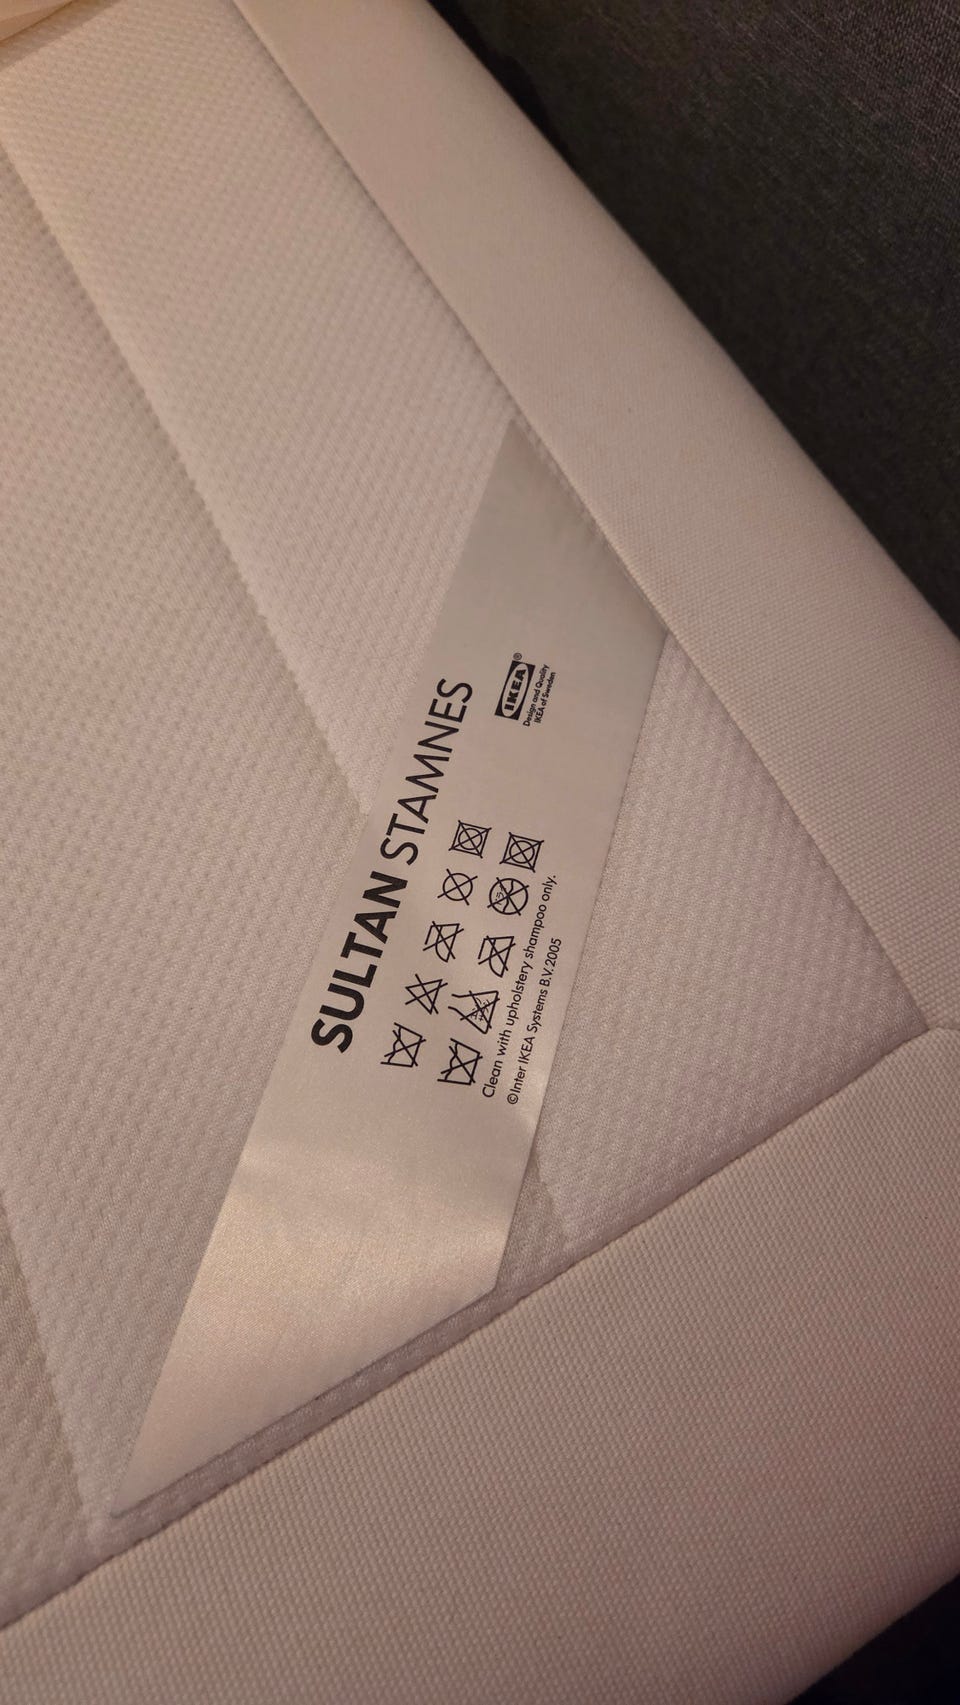 SULTAN STAMNES
Clean with upholstery shampoo only.
©Inter IKEA Systems B.V. 2005
IKEA®
Design and Quality
IKEA of Sweden